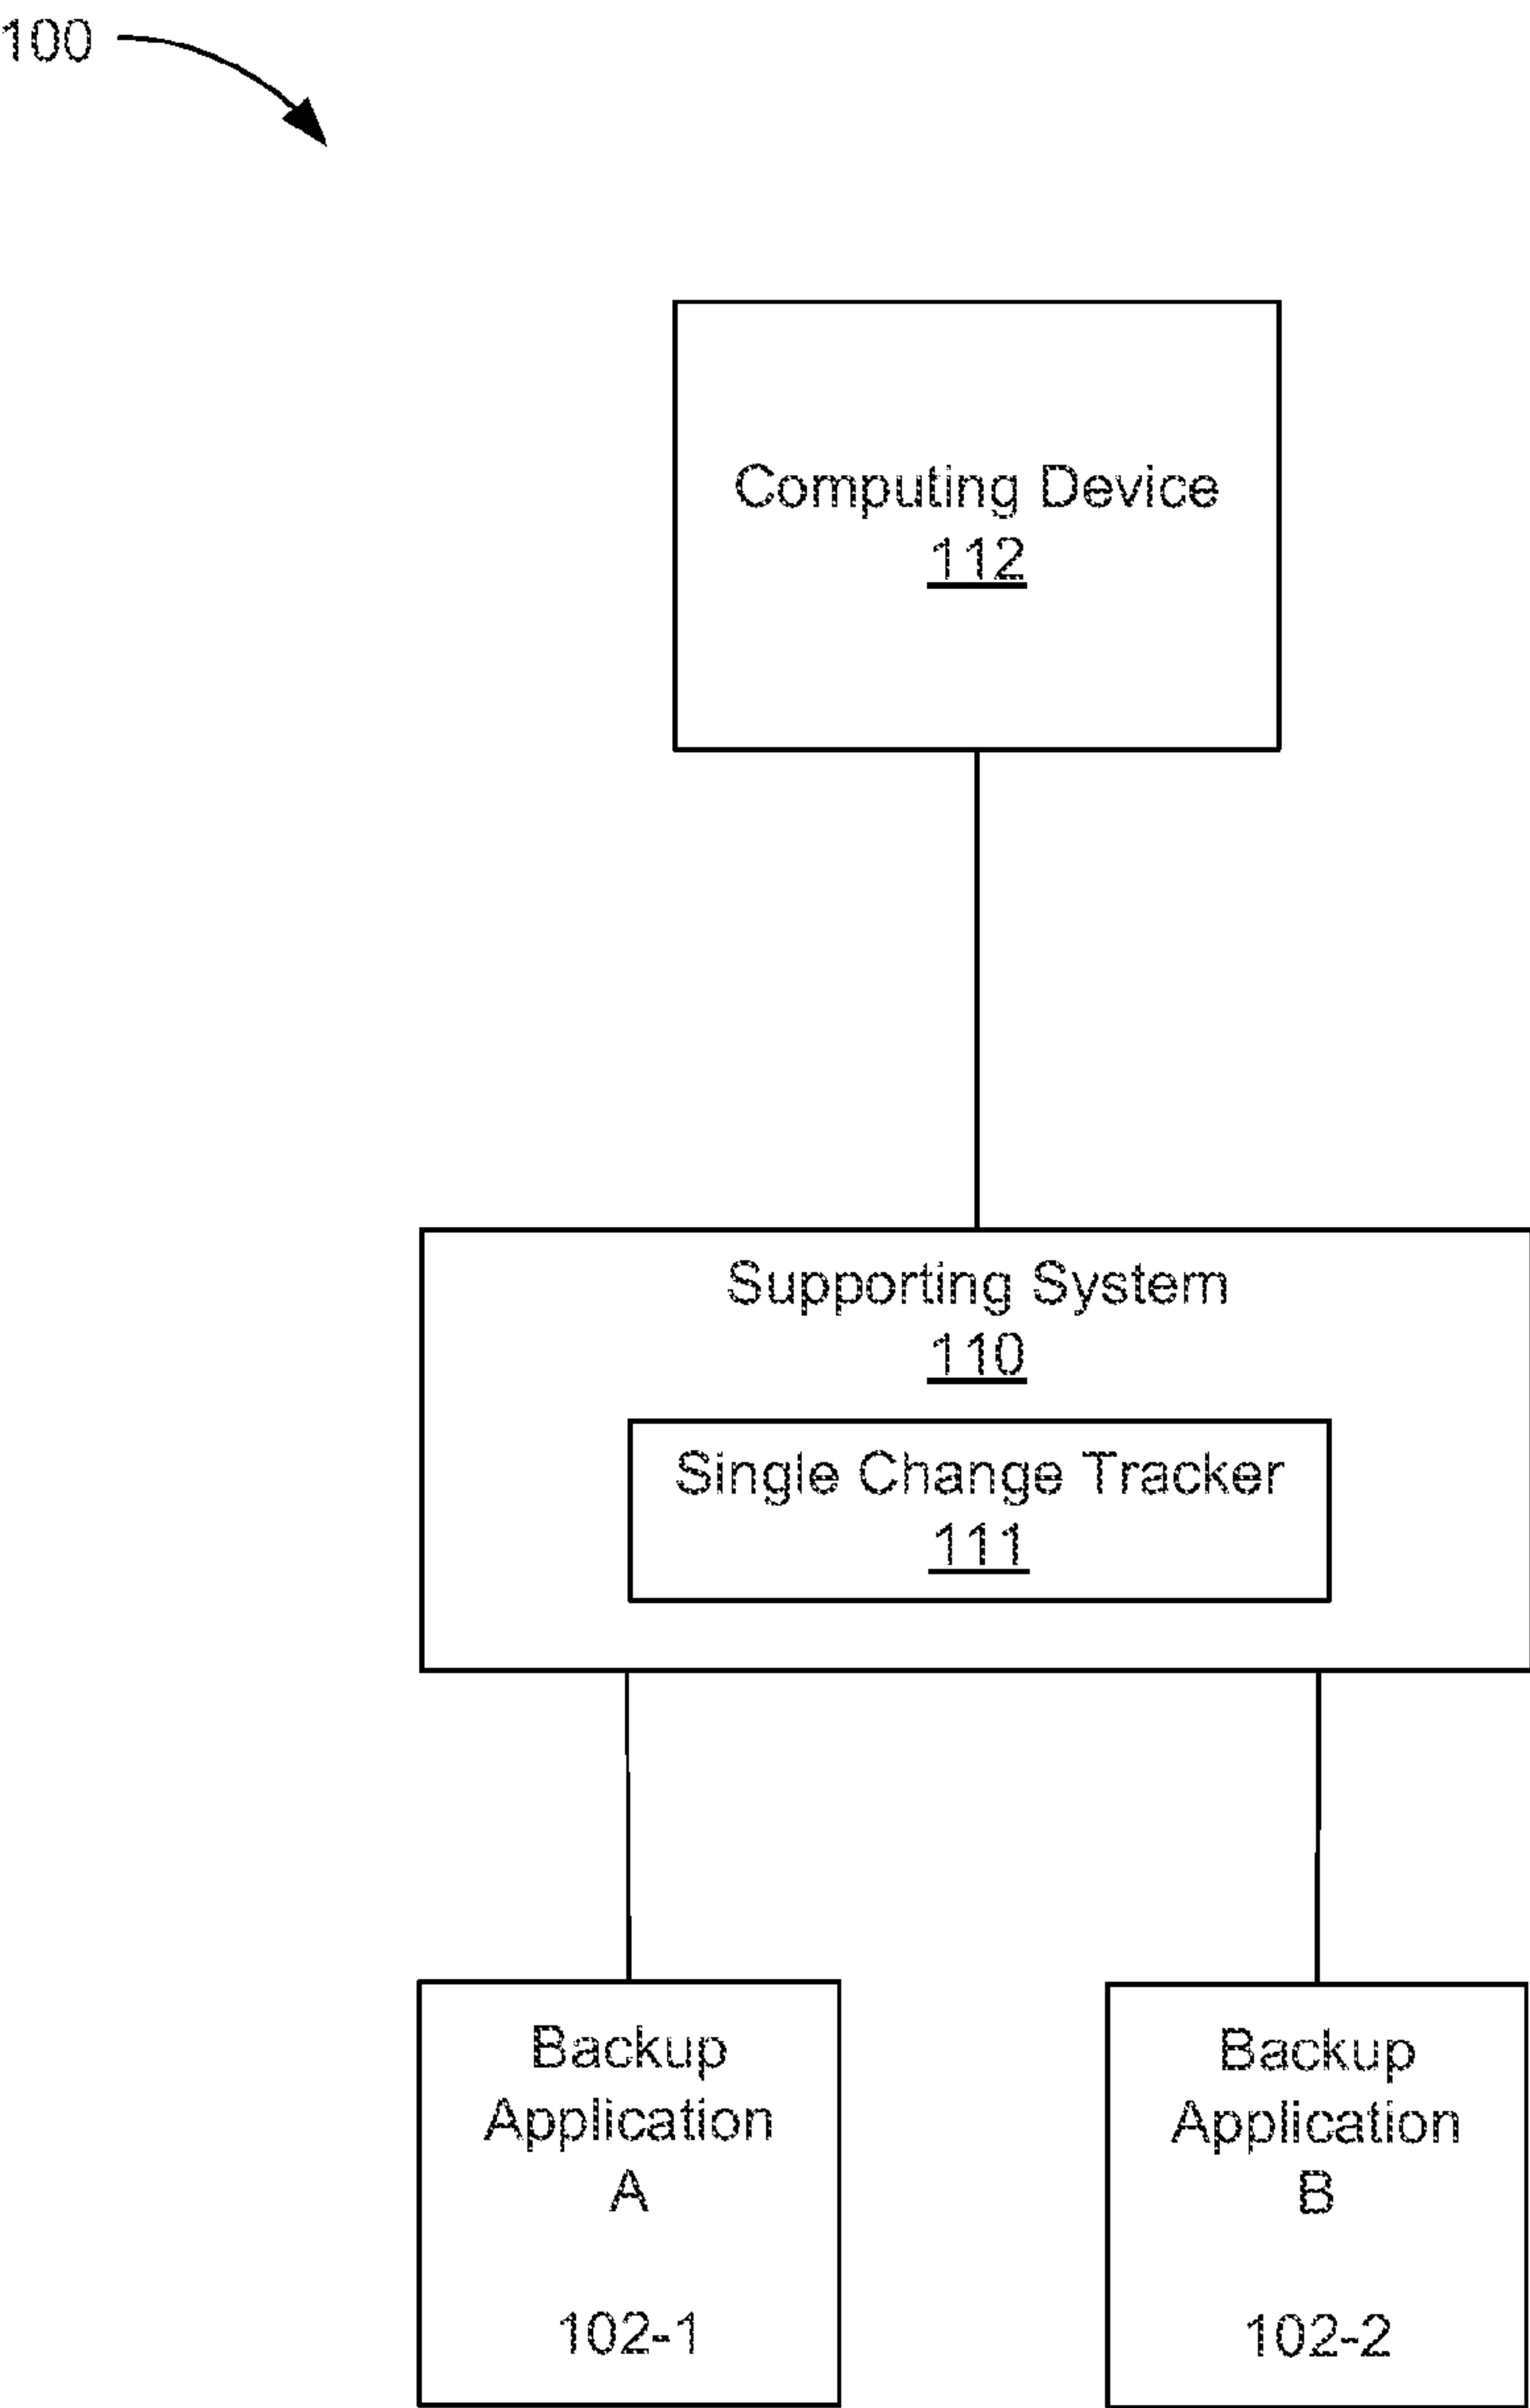 100
Computing Device
112
Supporting System
110
Single Change Tracker
111
Backup
Application
A
102-1
Backup
Application
B
102-2